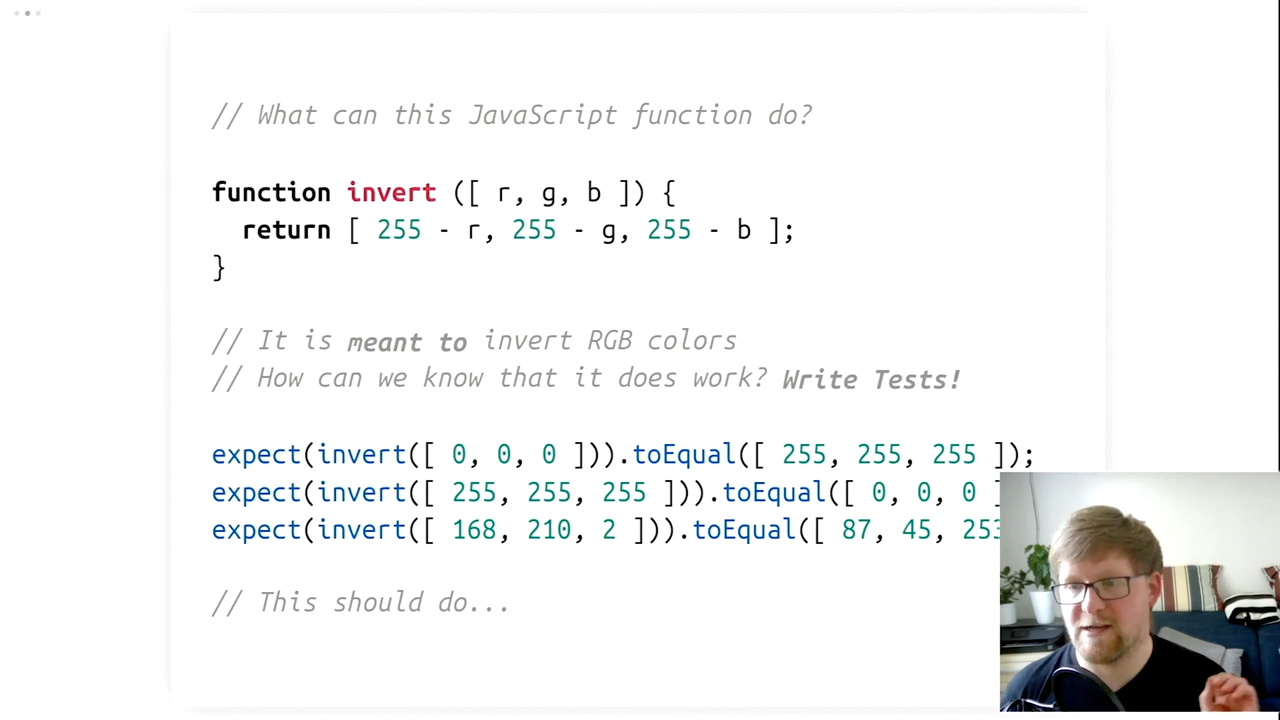 // What can this JavaScript function do?
function invert ([ r, g, b ]) {
return [ 255 - r, 255 - g, 255 - b ];
}
// It is meant to invert RGB colors
// How can we know that it does work? Write Tests!
expect(invert([ 0, 0, 0 ])).toEqual([ 255, 255, 255 ]);
expect(invert([ 255, 255, 255 ])).toEqual([ 0, 0, 0 ]
expect(invert([ 168, 210, 2 ])).toEqual([ 87, 45, 253
// This should do...